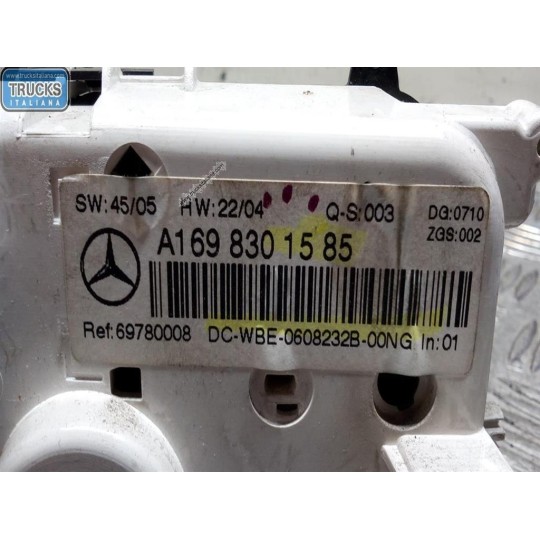 www.trucksitaliana.com
TRUCKS
ITALIANA
SW:45/05 HW:22/04 Q-S:003 DG:0710
ZGS:002
A169 830 15 85
Ref:69780008 DC-WBE-0608232B-00NG In:01